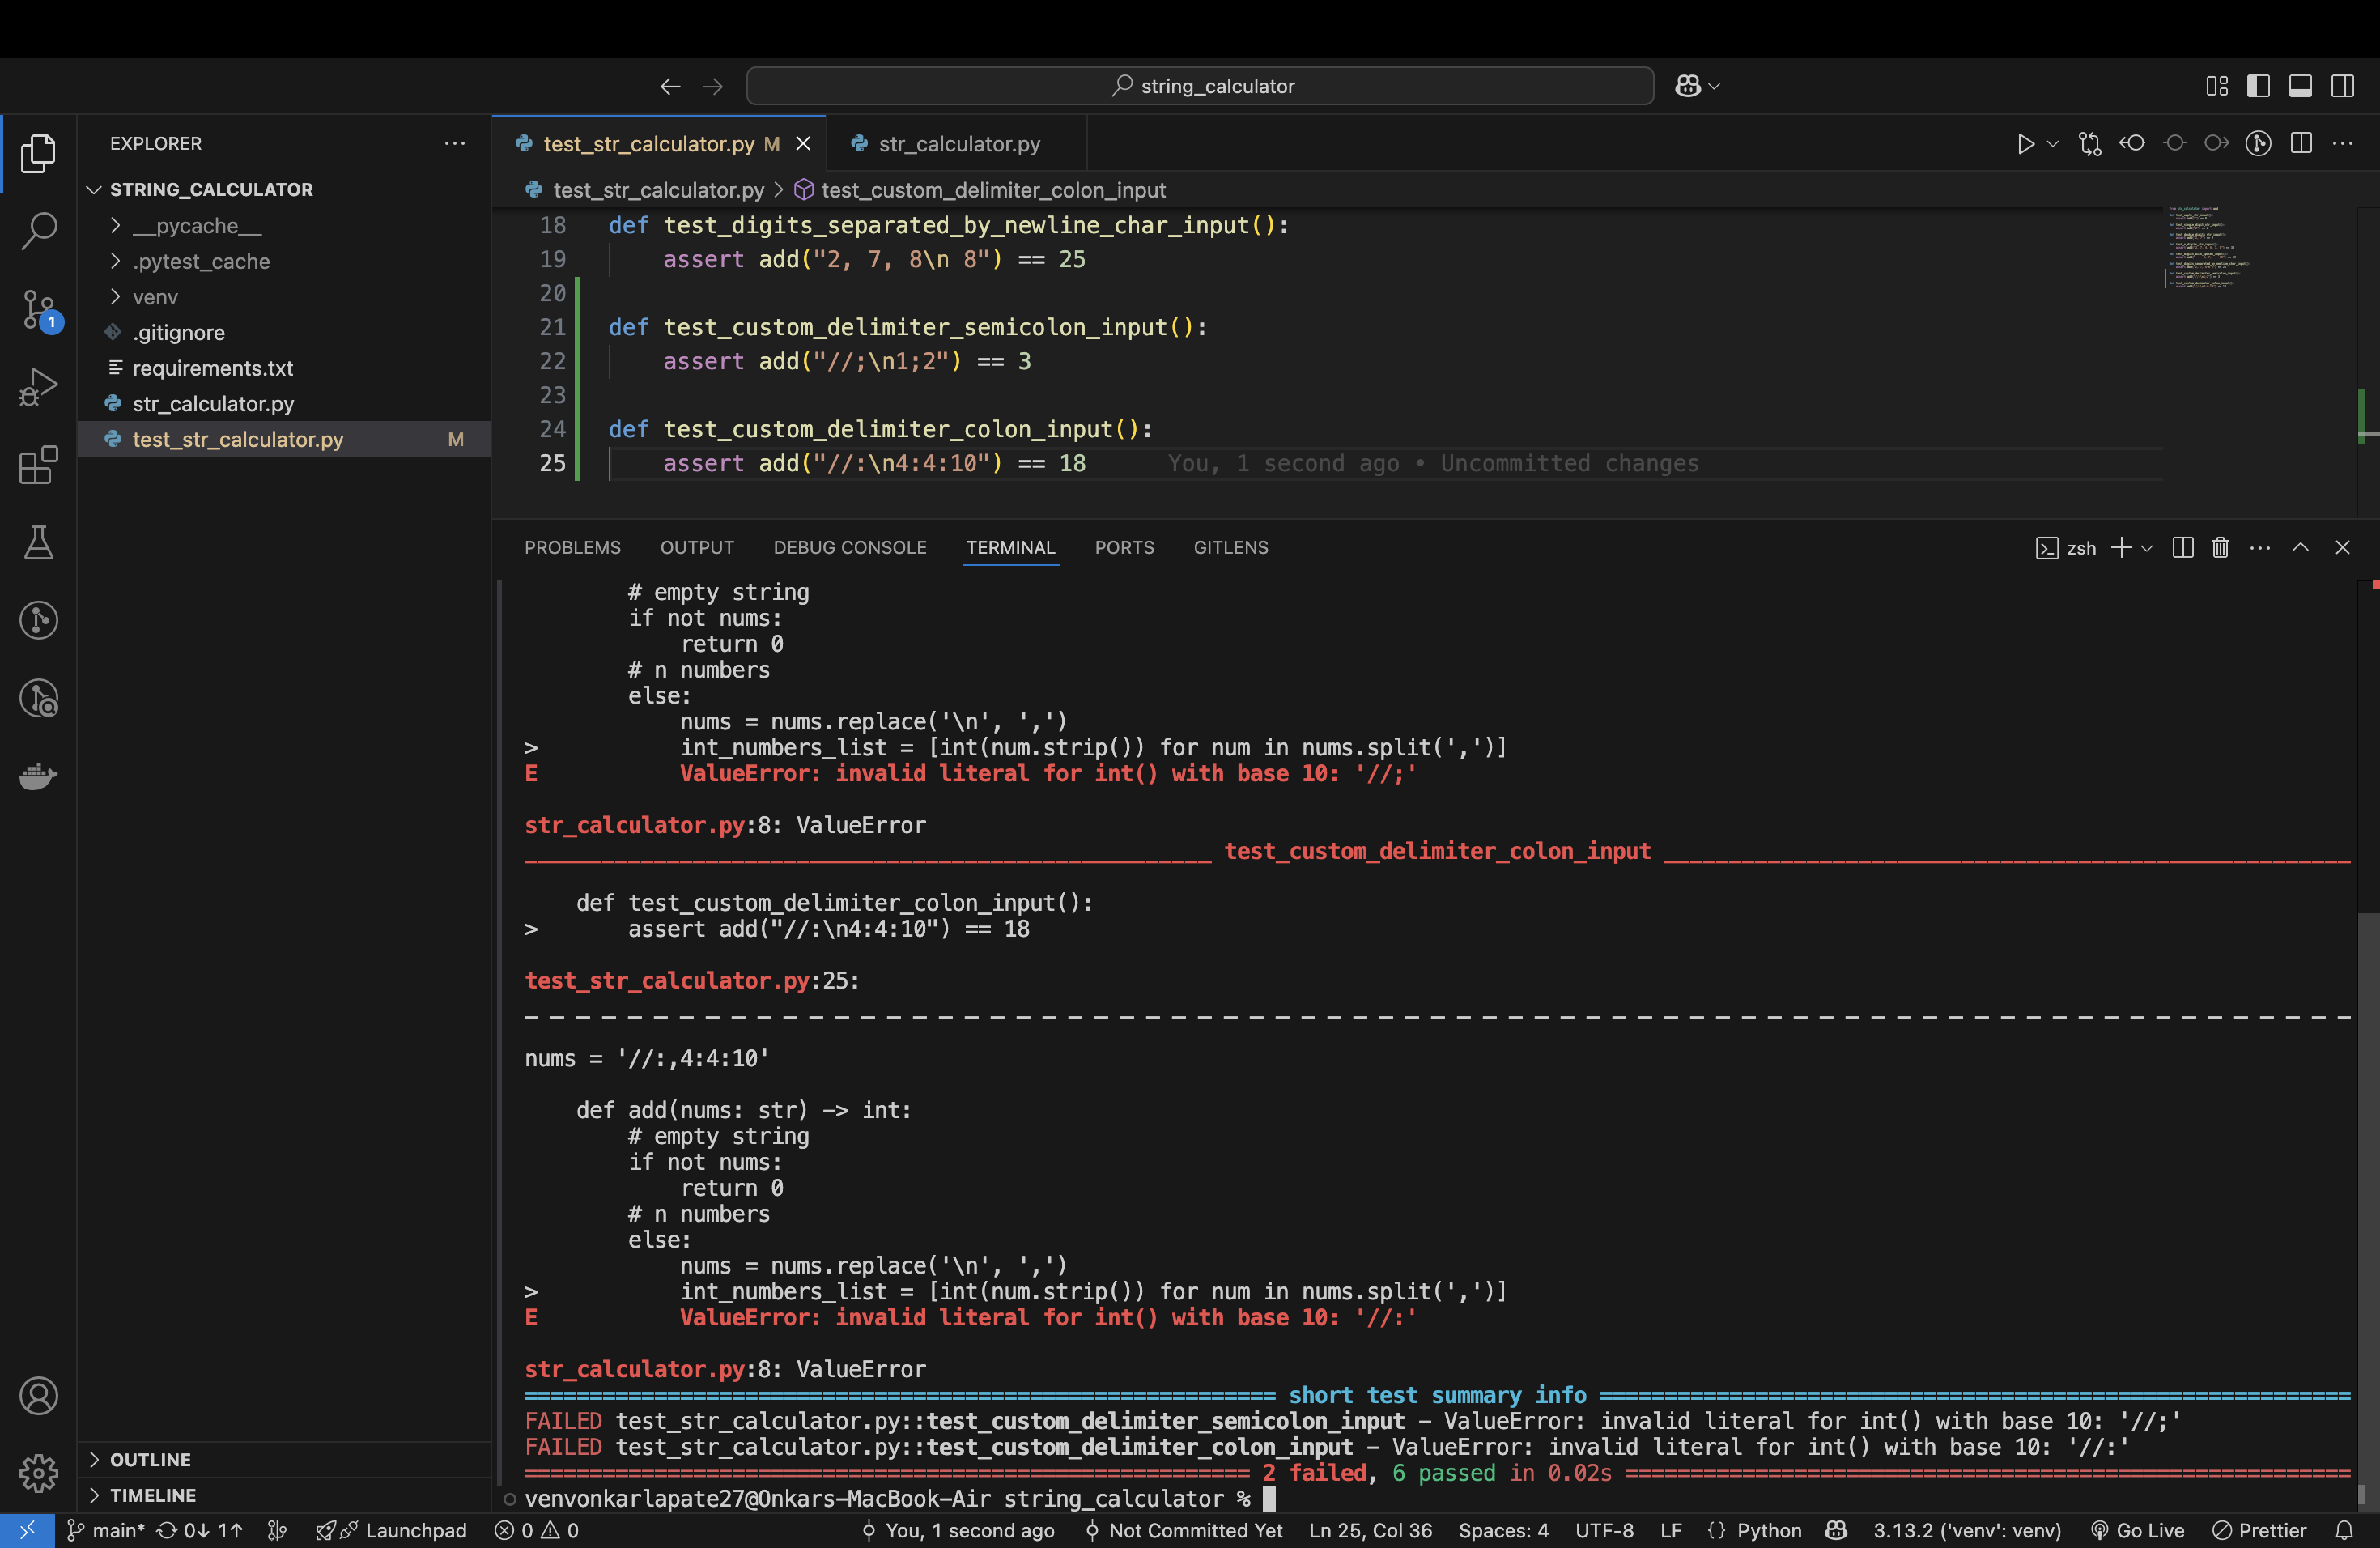 string_calculator
EXPLORER
STRING_CALCULATOR
__pycache__
.pytest_cache
venv
.gitignore
requirements.txt
str_calculator.py
test_str_calculator.py M
OUTLINE
TIMELINE
1
test_str_calculator.py M
str_calculator.py
test_str_calculator.py > test_custom_delimiter_colon_input
18 def test_digits_separated_by_newline_char_input():
19 assert add("2, 7, 8\n 8") == 25
20
21 def test_custom_delimiter_semicolon_input():
22 assert add("//;\n1;2") == 3
23
24 def test_custom_delimiter_colon_input():
25 assert add("//:\n4:4:10") == 18 You, 1 second ago • Uncommitted changes
PROBLEMS OUTPUT DEBUG CONSOLE TERMINAL PORTS GITLENS
zsh
# empty string
if not nums:
return 0
# n numbers
else:
nums = nums.replace('\n', ',')
> int_numbers_list = [int(num.strip()) for num in nums.split(',')]
E ValueError: invalid literal for int() with base 10: '//;'
str_calculator.py:8: ValueError
test_custom_delimiter_colon_input
def test_custom_delimiter_colon_input():
> assert add("//:\n4:4:10") == 18
test_str_calculator.py:25:
nums = '//:,4:4:10'
def add(nums: str) -> int:
# empty string
if not nums:
return 0
# n numbers
else:
nums = nums.replace('\n', ',')
> int_numbers_list = [int(num.strip()) for num in nums.split(',')]
E ValueError: invalid literal for int() with base 10: '//:'
str_calculator.py:8: ValueError
short test summary info
FAILED test_str_calculator.py::test_custom_delimiter_semicolon_input - ValueError: invalid literal for int() with base 10: '//;'
FAILED test_str_calculator.py::test_custom_delimiter_colon_input - ValueError: invalid literal for int() with base 10: '//:'
2 failed, 6 passed in 0.02s
venvonkarlapate27@Onkars-MacBook-Air string_calculator %
main* 0↓ 1↑ Launchpad 0 0 You, 1 second ago Not Committed Yet Ln 25, Col 36 Spaces: 4 UTF-8 LF {} Python 3.13.2 ('venv': venv) Go Live Prettier